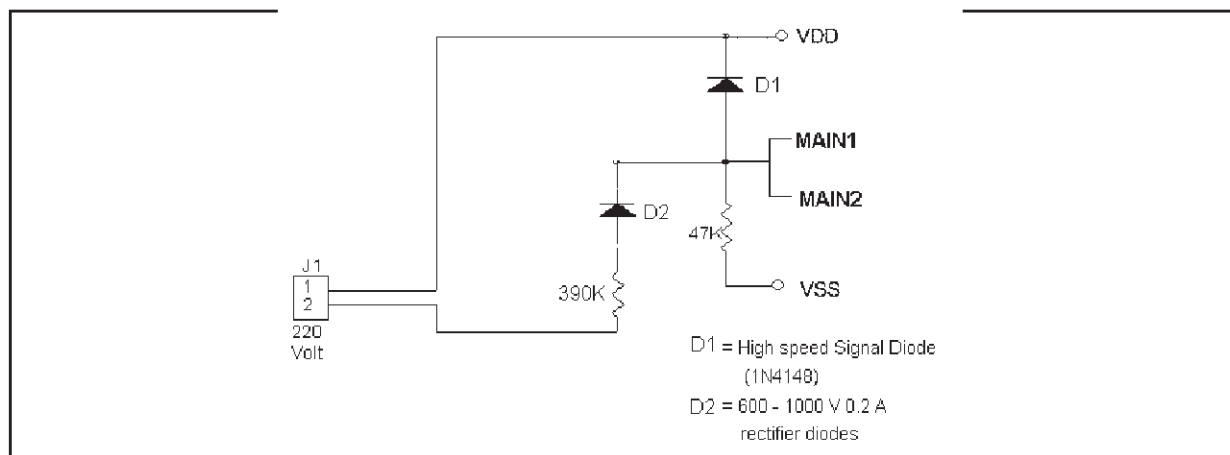 VDD
D1
MAIN1
MAIN2
D2
47K
J1
1
2
390K
VSS
220
Volt
D1 = High speed Signal Diode
(1N4148)
D2 = 600 - 1000 V 0.2 A
rectifier diodes